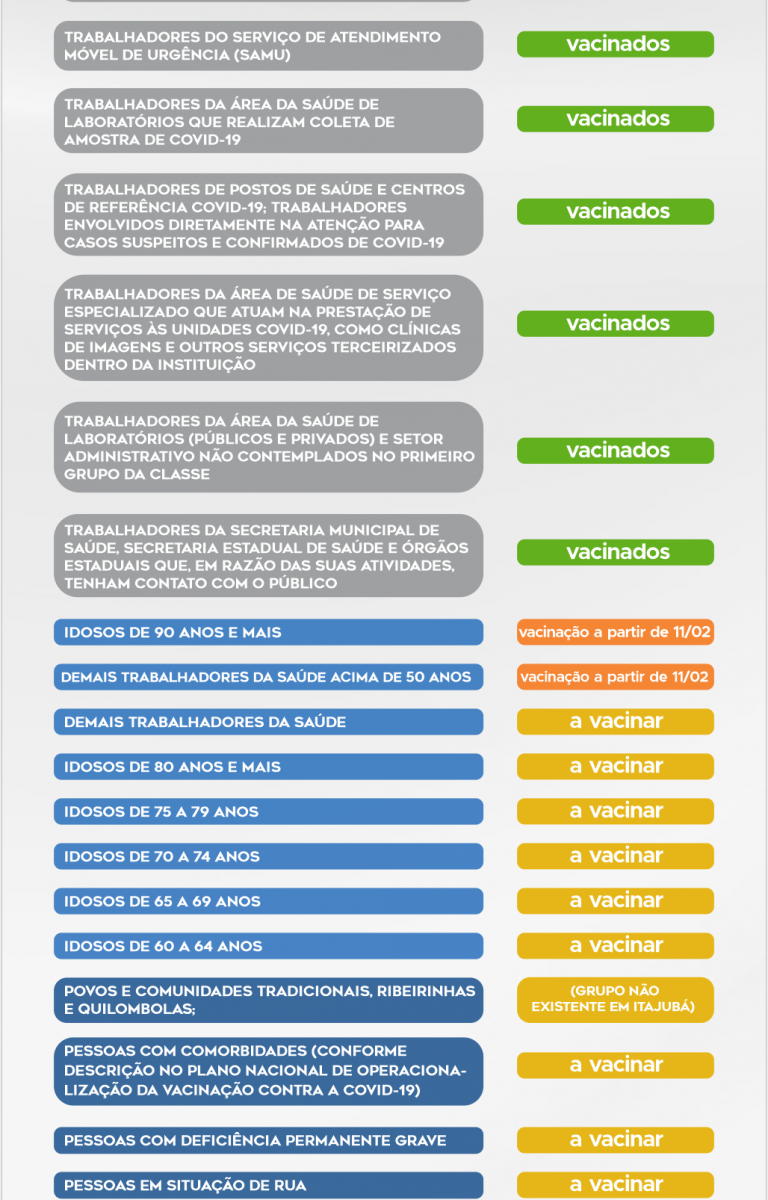 TRABALHADORES DO SERVIÇO DE ATENDIMENTO
MÓVEL DE URGÊNCIA (SAMU)
vacinados
TRABALHADORES DA ÁREA DA SAÚDE DE
LABORATÓRIOS QUE REALIZAM COLETA DE
AMOSTRA DE COVID-19
vacinados
TRABALHADORES DE POSTOS DE SAÚDE E CENTROS
DE REFERÊNCIA COVID-19; TRABALHADORES
ENVOLVIDOS DIRETAMENTE NA ATENÇÃO PARA
CASOS SUSPEITOS E CONFIRMADOS DE COVID-19
vacinados
TRABALHADORES DA ÁREA DE SAÚDE DE SERVIÇO
ESPECIALIZADO QUE ATUAM NA PRESTAÇÃO DE
SERVIÇOS ÀS UNIDADES COVID-19, COMO CLÍNICAS
DE IMAGENS E OUTROS SERVIÇOS TERCEIRIZADOS
DENTRO DA INSTITUIÇÃO
vacinados
TRABALHADORES DA ÁREA DA SAÚDE DE
LABORATÓRIOS (PÚBLICOS E PRIVADOS) E SETOR
ADMINISTRATIVO NÃO CONTEMPLADOS NO PRIMEIRO
GRUPO DA CLASSE
vacinados
TRABALHADORES DA SECRETARIA MUNICIPAL DE
SAÚDE, SECRETARIA ESTADUAL DE SAÚDE E ÓRGÃOS
ESTADUAIS QUE, EM RAZÃO DAS SUAS ATIVIDADES,
TENHAM CONTATO COM O PÚBLICO
vacinados
IDOSOS DE 90 ANOS E MAIS
vacinação a partir de 11/02
DEMAIS TRABALHADORES DA SAÚDE ACIMA DE 50 ANOS
vacinação a partir de 11/02
DEMAIS TRABALHADORES DA SAÚDE
a vacinar
IDOSOS DE 80 ANOS E MAIS
a vacinar
IDOSOS DE 75 A 79 ANOS
a vacinar
IDOSOS DE 70 A 74 ANOS
a vacinar
IDOSOS DE 65 A 69 ANOS
a vacinar
IDOSOS DE 60 A 64 ANOS
a vacinar
POVOS E COMUNIDADES TRADICIONAIS, RIBEIRINHAS
E QUILOMBOLAS;
(GRUPO NÃO
EXISTENTE EM ITAJUBÁ)
PESSOAS COM COMORBIDADES (CONFORME
DESCRIÇÃO NO PLANO NACIONAL DE OPERACIONA-
LIZAÇÃO DA VACINAÇÃO CONTRA A COVID-19)
a vacinar
PESSOAS COM DEFICIÊNCIA PERMANENTE GRAVE
a vacinar
PESSOAS EM SITUAÇÃO DE RUA
a vacinar